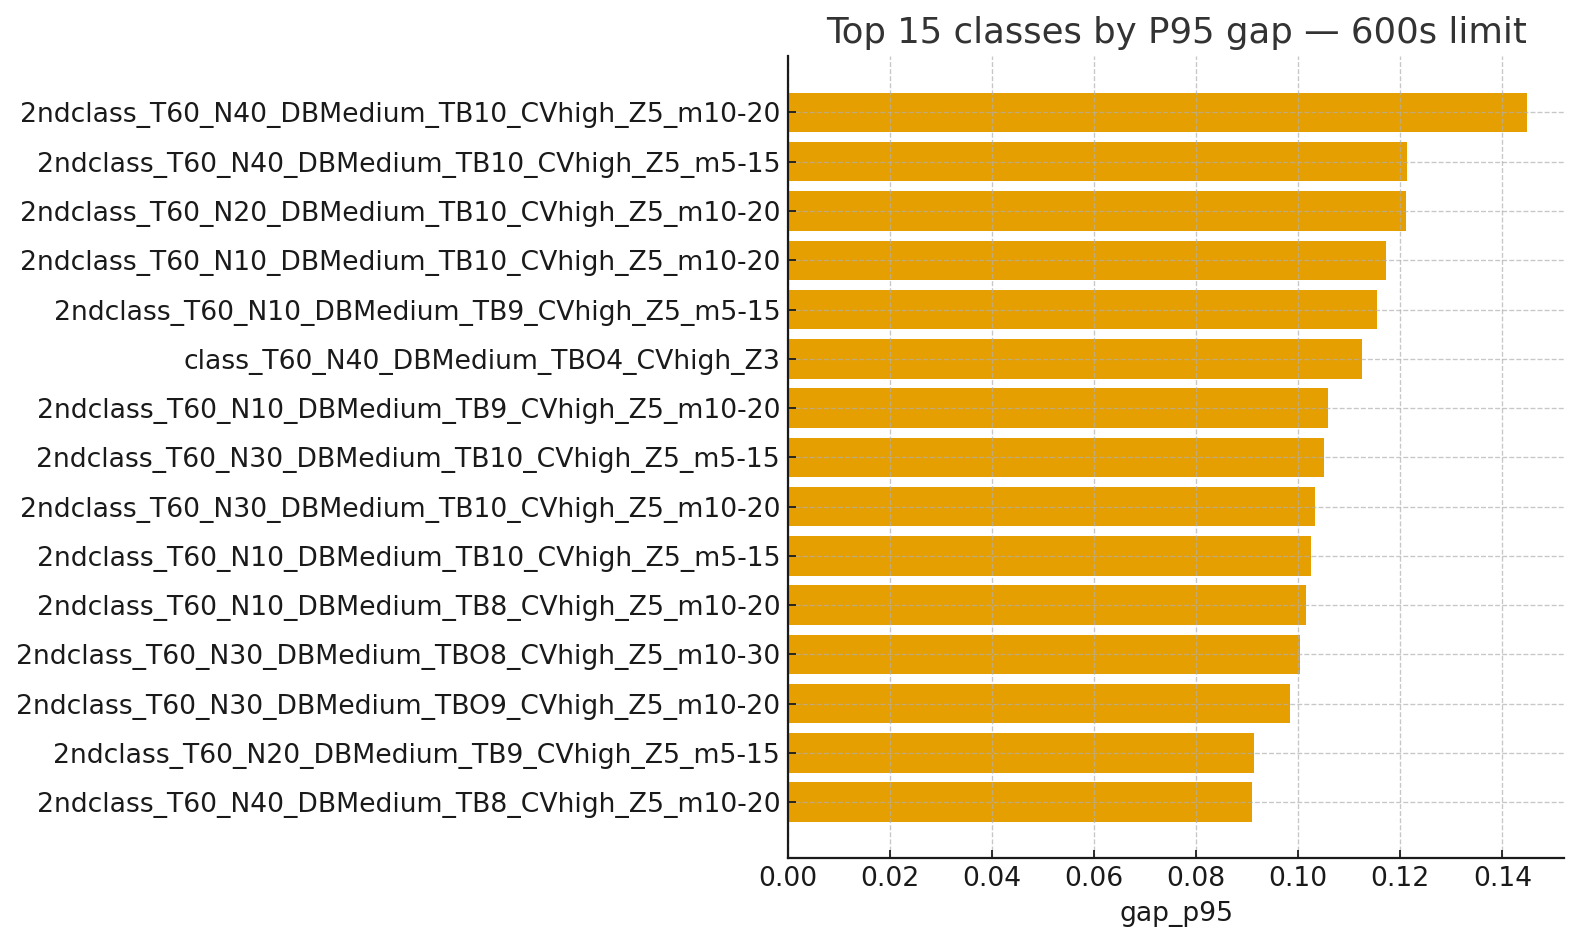 Top 15 classes by P95 gap — 600s limit
2ndclass_T60_N40_DBMedium_TB10_CVhigh_Z5_m10-20
2ndclass_T60_N40_DBMedium_TB10_CVhigh_Z5_m5-15
2ndclass_T60_N20_DBMedium_TB10_CVhigh_Z5_m10-20
2ndclass_T60_N10_DBMedium_TB10_CVhigh_Z5_m10-20
2ndclass_T60_N10_DBMedium_TB9_CVhigh_Z5_m5-15
class_T60_N40_DBMedium_TBO4_CVhigh_Z3
2ndclass_T60_N10_DBMedium_TB9_CVhigh_Z5_m10-20
2ndclass_T60_N30_DBMedium_TB10_CVhigh_Z5_m5-15
2ndclass_T60_N30_DBMedium_TB10_CVhigh_Z5_m10-20
2ndclass_T60_N10_DBMedium_TB10_CVhigh_Z5_m5-15
2ndclass_T60_N10_DBMedium_TB8_CVhigh_Z5_m10-20
2ndclass_T60_N30_DBMedium_TBO8_CVhigh_Z5_m10-30
2ndclass_T60_N30_DBMedium_TBO9_CVhigh_Z5_m10-20
2ndclass_T60_N20_DBMedium_TB9_CVhigh_Z5_m5-15
2ndclass_T60_N40_DBMedium_TB8_CVhigh_Z5_m10-20
0.00 0.02 0.04 0.06 0.08 0.10 0.12 0.14
gap_p95